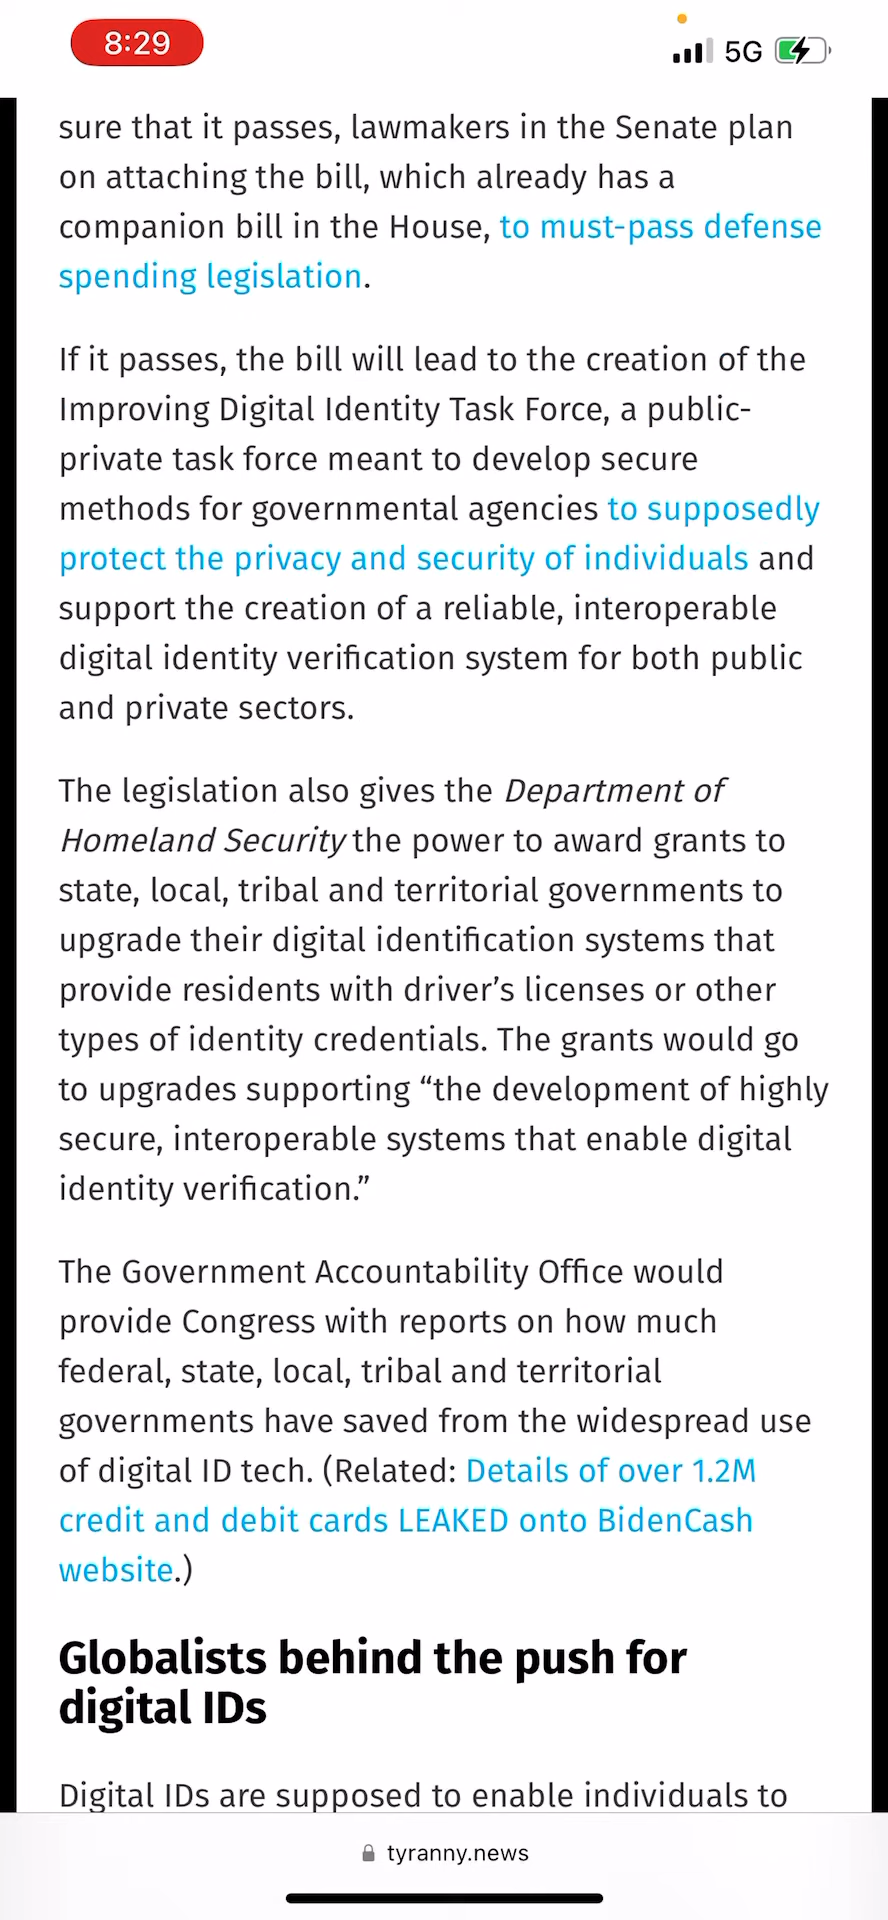 8:29
5G
sure that it passes, lawmakers in the Senate plan
on attaching the bill, which already has a
companion bill in the House, to must-pass defense
spending legislation.
If it passes, the bill will lead to the creation of the
Improving Digital Identity Task Force, a public-
private task force meant to develop secure
methods for governmental agencies to supposedly
protect the privacy and security of individuals and
support the creation of a reliable, interoperable
digital identity verification system for both public
and private sectors.
The legislation also gives the Department of
Homeland Security the power to award grants to
state, local, tribal and territorial governments to
upgrade their digital identification systems that
provide residents with driver’s licenses or other
types of identity credentials. The grants would go
to upgrades supporting “the development of highly
secure, interoperable systems that enable digital
identity verification.”
The Government Accountability Office would
provide Congress with reports on how much
federal, state, local, tribal and territorial
governments have saved from the widespread use
of digital ID tech. (Related: Details of over 1.2M
credit and debit cards LEAKED onto BidenCash
website.)
Globalists behind the push for
digital IDs
Digital IDs are supposed to enable individuals to
tyranny.news